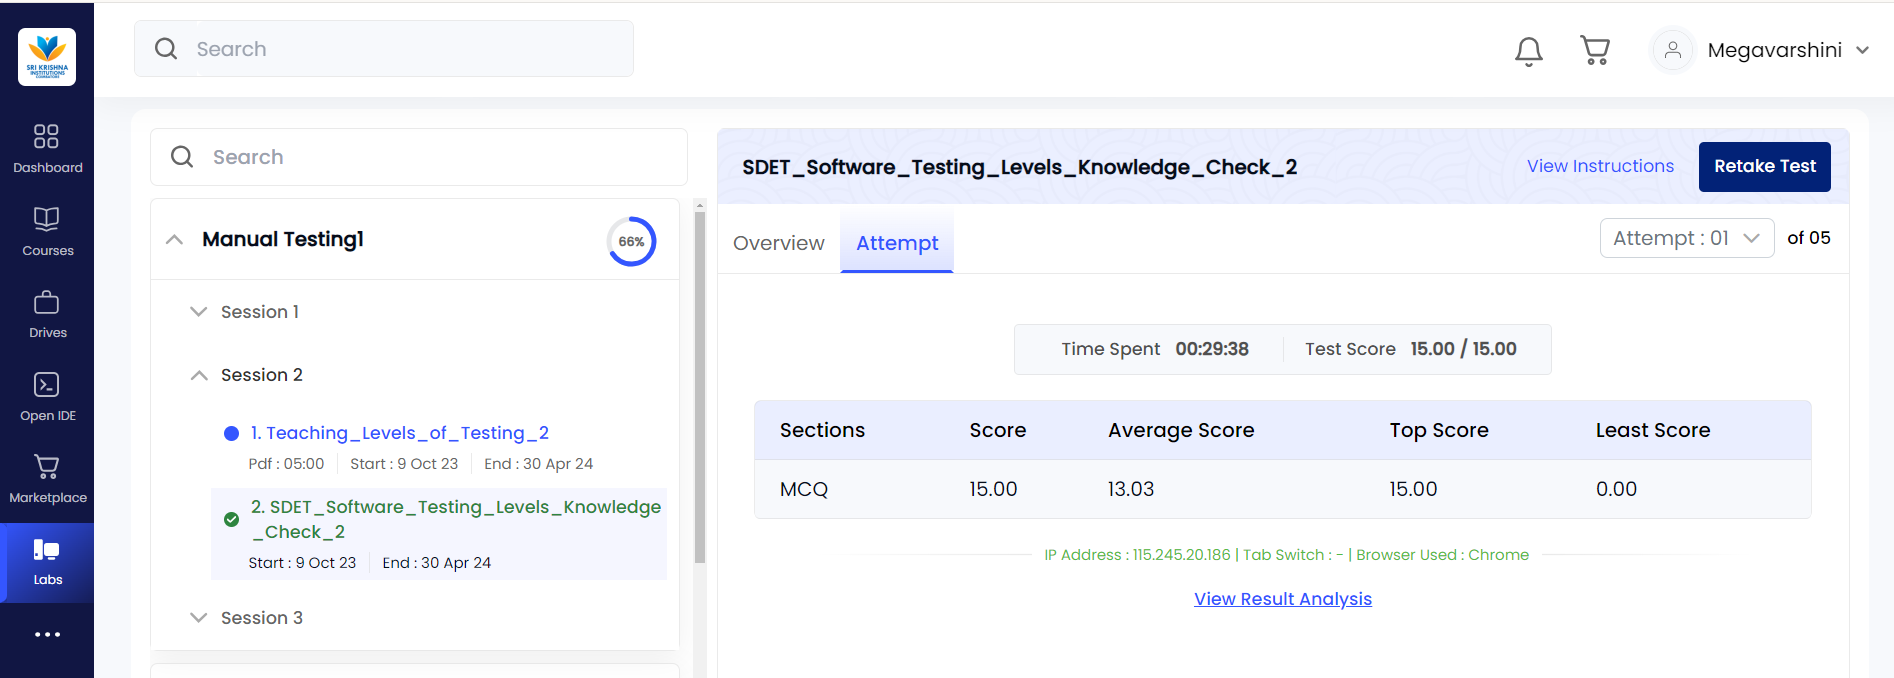 SRI KRISHNA
INSTITUTIONS
COIMBATORE
Search
Megavarshini
Dashboard
Courses
Drives
Open IDE
Marketplace
Labs
Search
Manual Testing1
66%
Session 1
Session 2
1. Teaching_Levels_of_Testing_2
Pdf : 05:00 Start : 9 Oct 23 End : 30 Apr 24
2. SDET_Software_Testing_Levels_Knowledge
_Check_2
Start : 9 Oct 23 End : 30 Apr 24
Session 3
SDET_Software_Testing_Levels_Knowledge_Check_2
View Instructions
Retake Test
Overview Attempt
Attempt : 01 of 05
Time Spent 00:29:38 Test Score 15.00 / 15.00
Sections Score Average Score Top Score Least Score
MCQ 15.00 13.03 15.00 0.00
IP Address : 115.245.20.186 | Tab Switch : - | Browser Used : Chrome
View Result Analysis